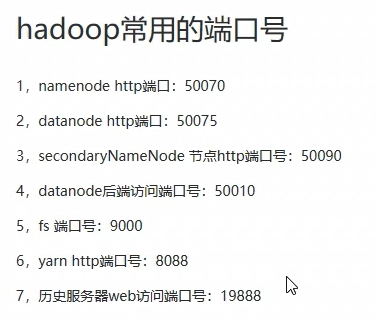 hadoop常用的端口号
1，namenode http端口：50070
2，datanode http端口：50075
3，secondaryNameNode 节点http端口号：50090
4，datanode后端访问端口号：50010
5，fs 端口号：9000
6，yarn http端口号：8088
7，历史服务器web访问端口号：19888